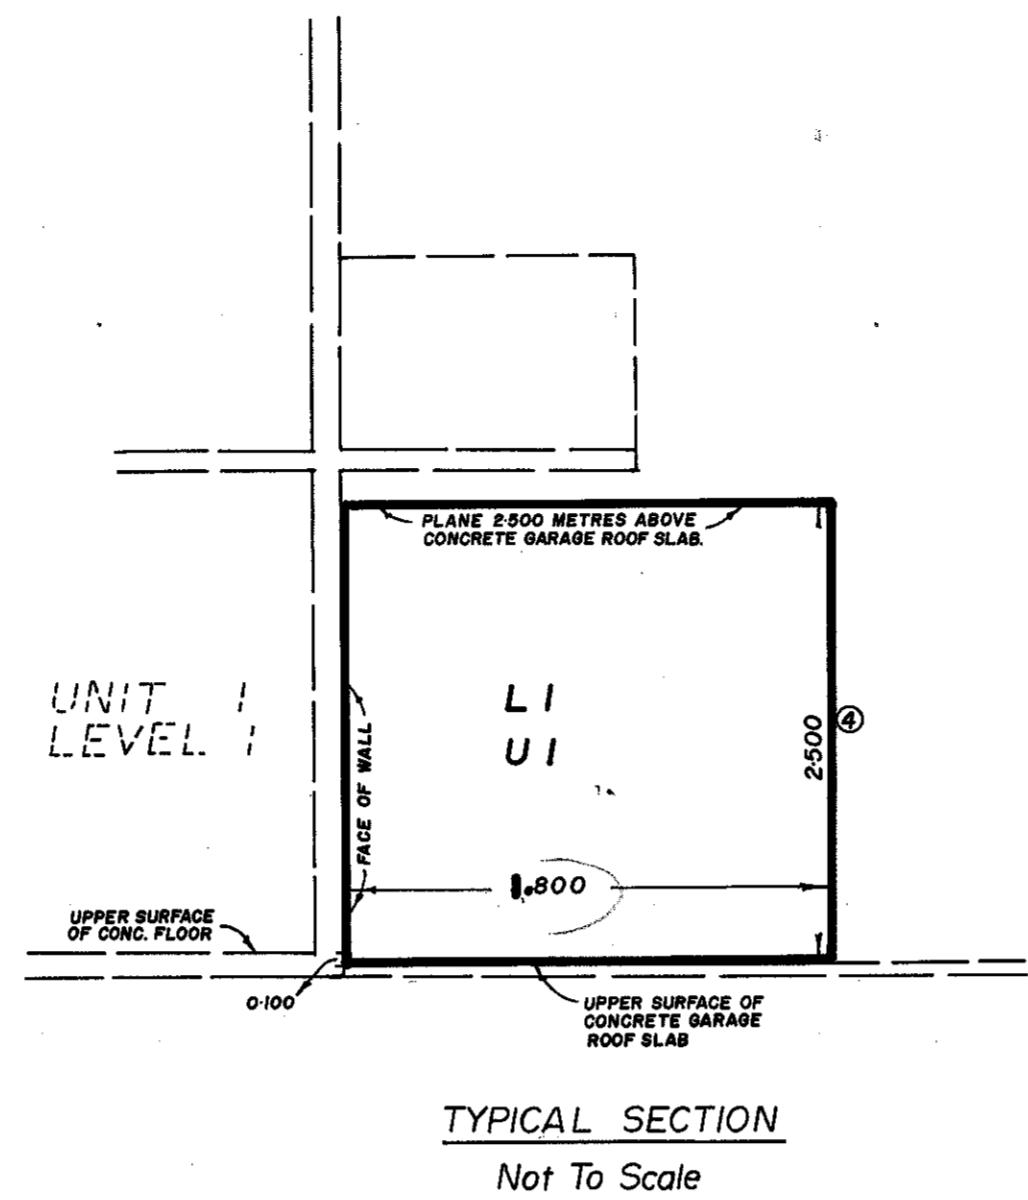 PLANE 2·500 METRES ABOVE
CONCRETE GARAGE ROOF SLAB.
UNIT 1
LEVEL 1
L 1
U 1
FACE OF WALL
2·500
4
1.800
UPPER SURFACE
OF CONC. FLOOR
0·100
UPPER SURFACE OF
CONCRETE GARAGE
ROOF SLAB
TYPICAL SECTION
Not To Scale